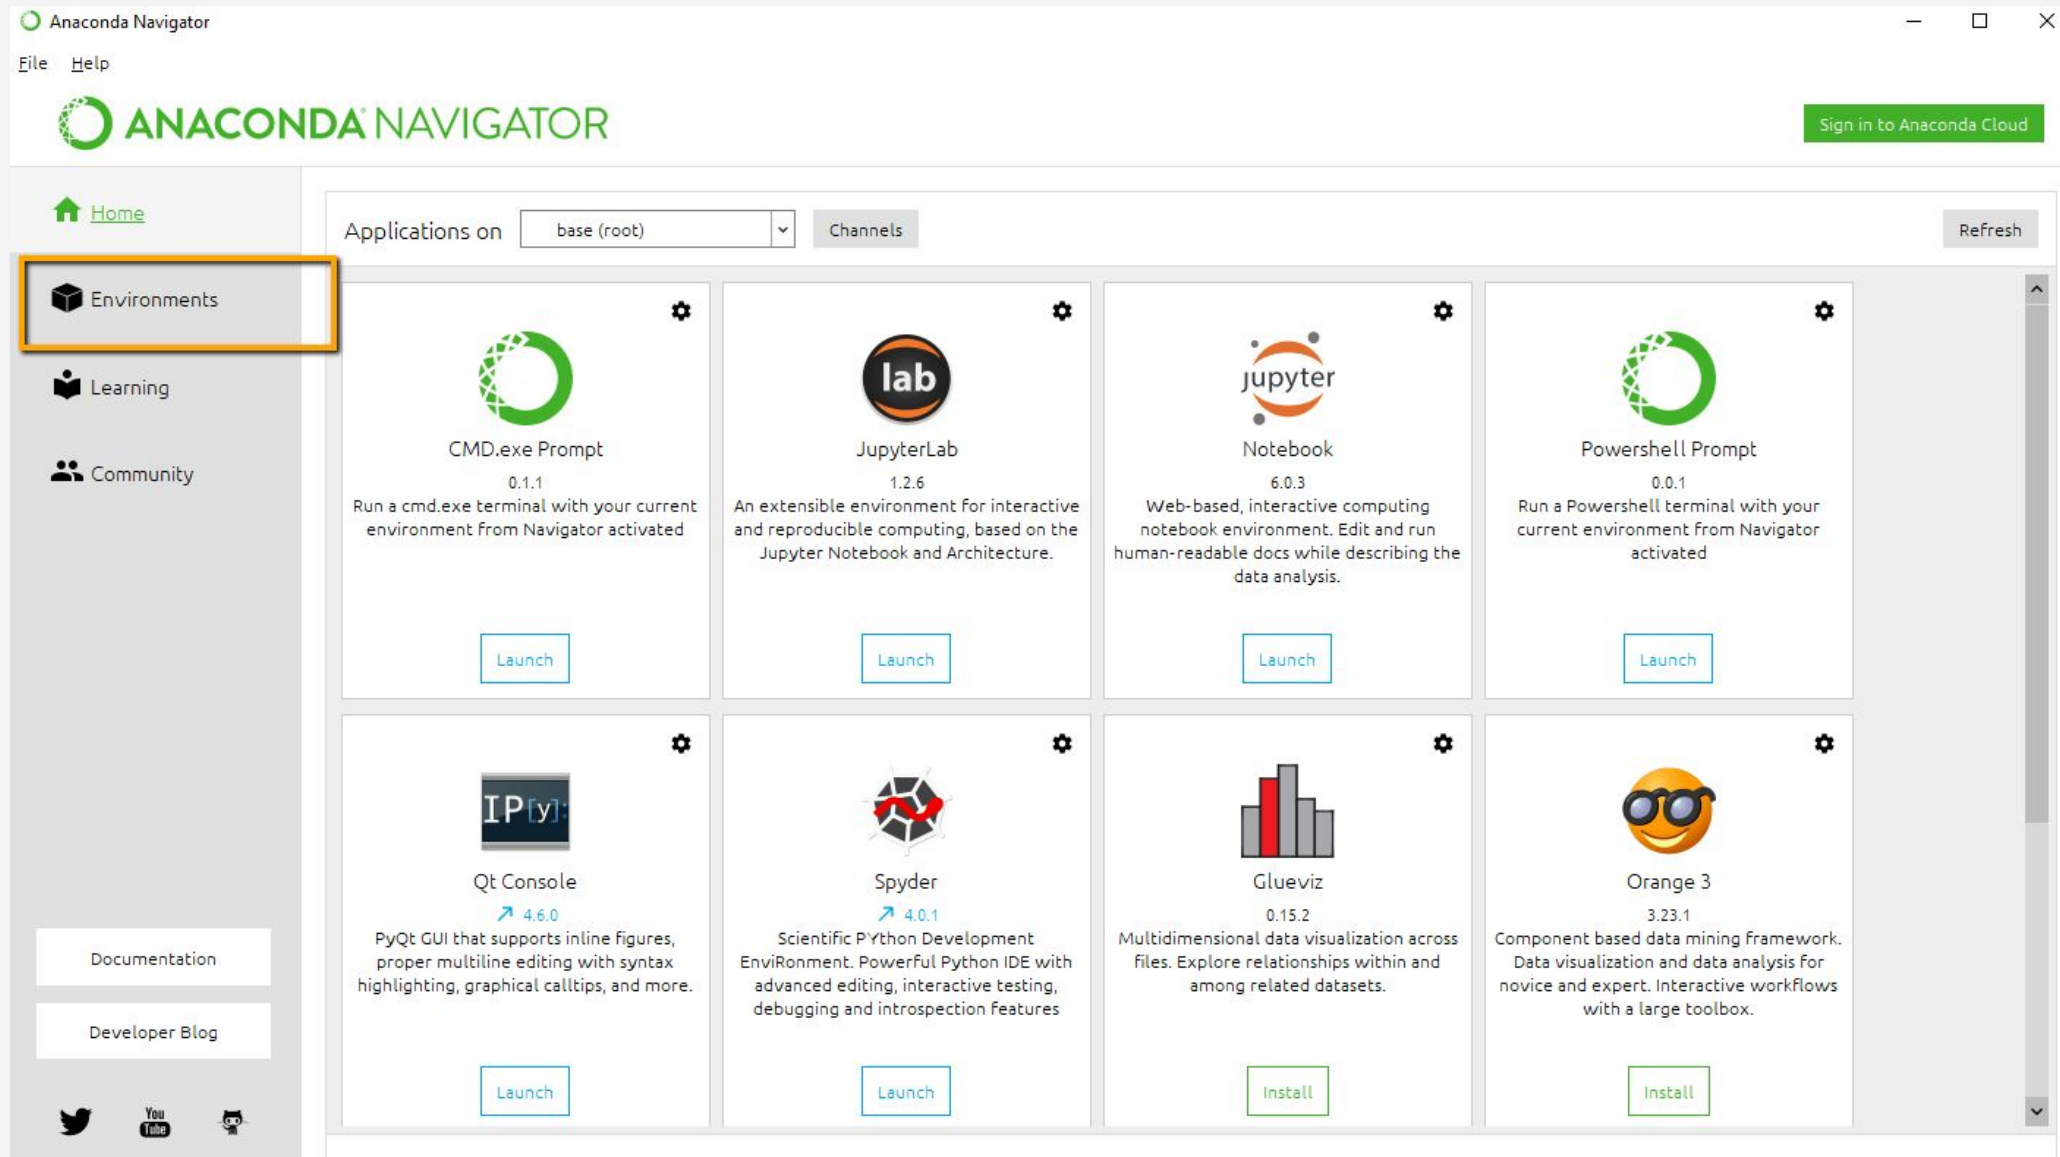 Anaconda Navigator
File Help
ANACONDA NAVIGATOR
Sign in to Anaconda Cloud
Home
Environments
Learning
Community
Documentation
Developer Blog
You
Tube
Applications on base (root) Channels Refresh
CMD.exe Prompt
0.1.1
Run a cmd.exe terminal with your current
environment from Navigator activated
Launch
lab
JupyterLab
1.2.6
An extensible environment for interactive
and reproducible computing, based on the
Jupyter Notebook and Architecture.
Launch
jupyter
Notebook
6.0.3
Web-based, interactive computing
notebook environment. Edit and run
human-readable docs while describing the
data analysis.
Launch
Powershell Prompt
0.0.1
Run a Powershell terminal with your
current environment from Navigator
activated
Launch
IP[y]:
Qt Console
4.6.0
PyQt GUI that supports inline figures,
proper multiline editing with syntax
highlighting, graphical calltips, and more.
Launch
Spyder
4.0.1
Scientific PYthon Development
EnviRonment. Powerful Python IDE with
advanced editing, interactive testing,
debugging and introspection features
Launch
Glueviz
0.15.2
Multidimensional data visualization across
files. Explore relationships within and
among related datasets.
Install
Orange 3
3.23.1
Component based data mining framework.
Data visualization and data analysis for
novice and expert. Interactive workflows
with a large toolbox.
Install